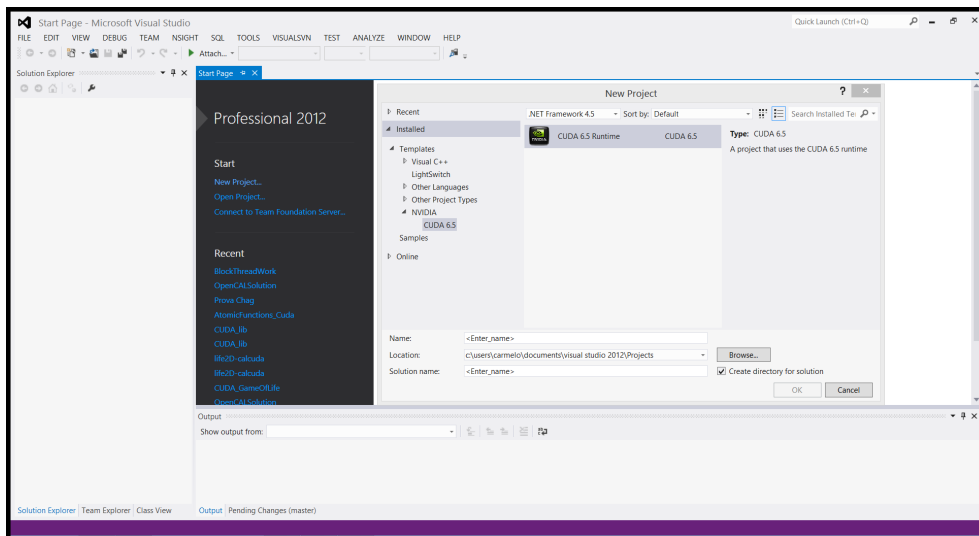 Start Page - Microsoft Visual Studio
Quick Launch (Ctrl+Q)
FILE EDIT VIEW DEBUG TEAM NSIGHT SQL TOOLS VISUALSVN TEST ANALYZE WINDOW HELP
Attach...
Solution Explorer
Start Page
Professional 2012
Start
New Project...
Open Project...
Connect to Team Foundation Server...
Recent
BlockThreadWork
OpenCALSolution
Prova Chag
AtomicFunctions_Cuda
CUDA_lib
CUDA_lib
life2D-calcuda
life2D-calcuda
CUDA_GameOfLife
OpenCALSolution
New Project
?
Recent
Installed
Templates
Visual C++
LightSwitch
Other Languages
Other Project Types
NVIDIA
CUDA 6.5
Samples
Online
.NET Framework 4.5
Sort by: Default
Search Installed Te
NVIDIA
CUDA 6.5 Runtime
CUDA 6.5
Type: CUDA 6.5
A project that uses the CUDA 6.5 runtime
Name:
<Enter_name>
Location:
c:\users\carmelo\documents\visual studio 2012\Projects
Browse...
Solution name:
<Enter_name>
Create directory for solution
OK
Cancel
Output
Show output from:
Solution Explorer Team Explorer Class View
Output Pending Changes (master)